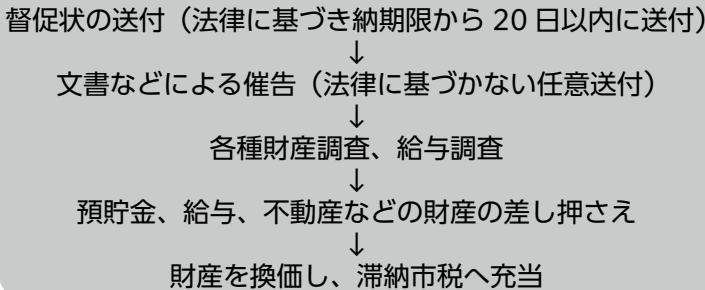 督促状の送付（法律に基づき納期限から 20 日以内に送付）
↓
文書などによる催告（法律に基づかない任意送付）
↓
各種財産調査、給与調査
↓
預貯金、給与、不動産などの財産の差し押さえ
↓
財産を換価し、滞納市税へ充当